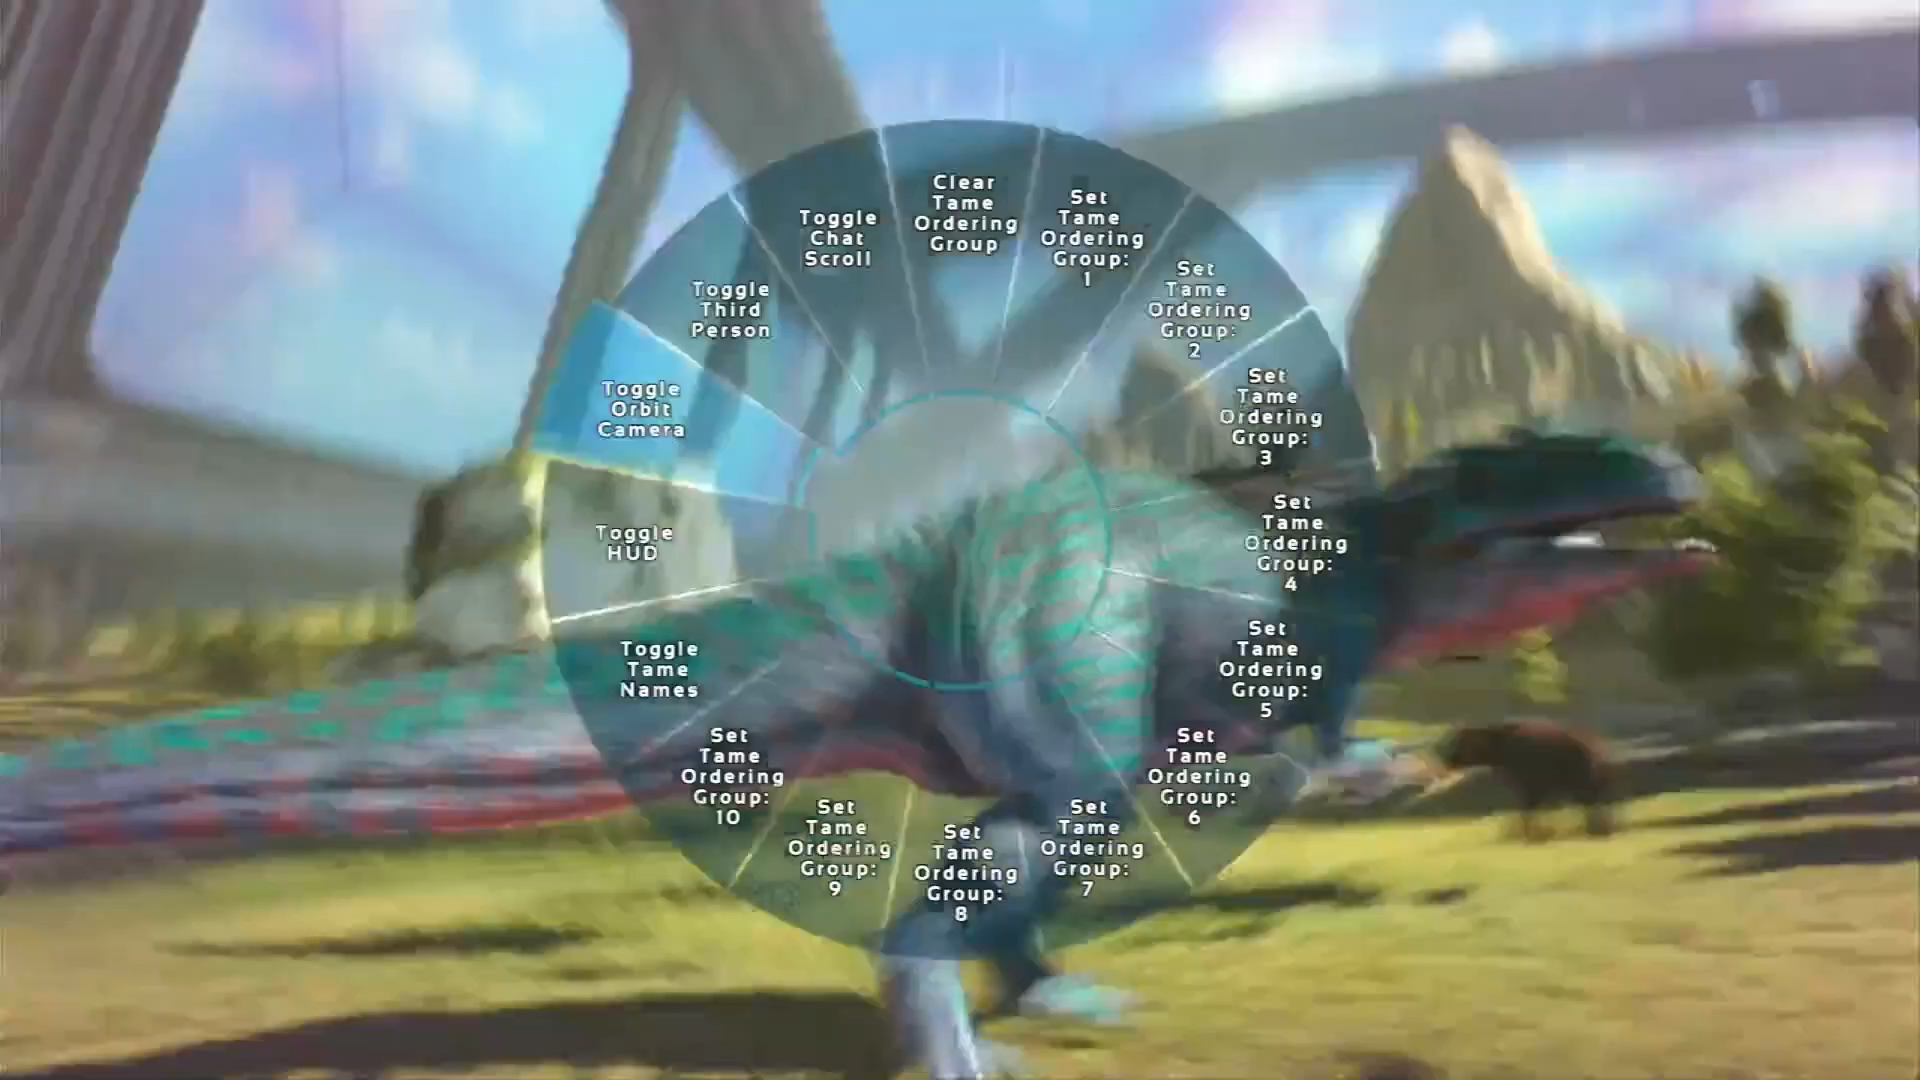 Clear
Tame
Ordering
Group
Set
Tame
Ordering
Group:
1
Set
Tame
Ordering
Group:
2
Set
Tame
Ordering
Group:
3
Set
Tame
Ordering
Group:
4
Set
Tame
Ordering
Group:
5
Set
Tame
Ordering
Group:
6
Set
Tame
Ordering
Group:
7
Set
Tame
Ordering
Group:
8
Set
Tame
Ordering
Group:
9
Set
Tame
Ordering
Group:
10
Toggle
Tame
Names
Toggle
HUD
Toggle
Orbit
Camera
Toggle
Third
Person
Toggle
Chat
Scroll